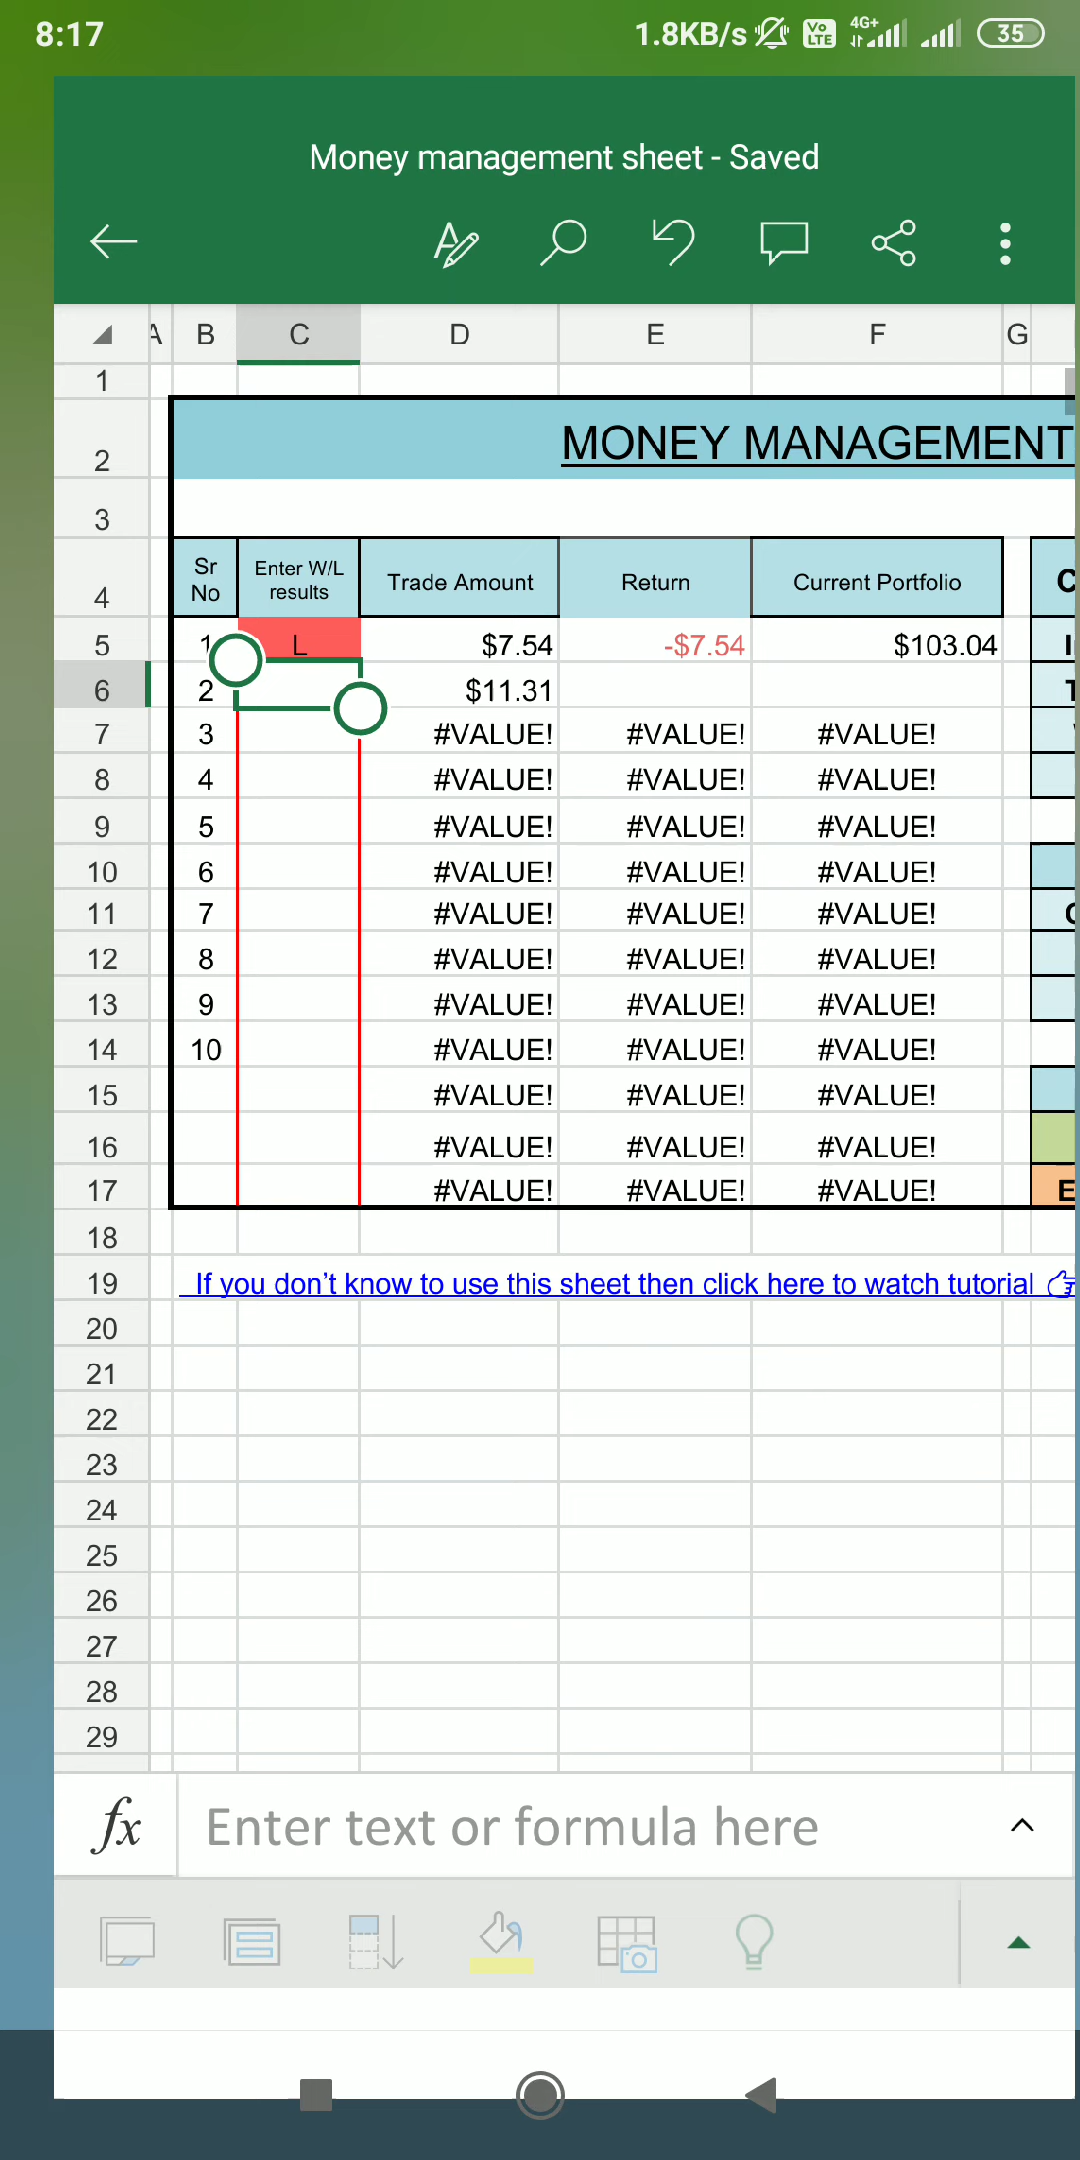 8:17 1.8KB/s Vo LTE 4G+ 35
Money management sheet - Saved
A B C D E F G
1
2 MONEY MANAGEMENT
3
4 Sr No Enter W/L results Trade Amount Return Current Portfolio C
5 1 L $7.54 -$7.54 $103.04 I
6 2 $11.31 T
7 3 #VALUE! #VALUE! #VALUE!
8 4 #VALUE! #VALUE! #VALUE!
9 5 #VALUE! #VALUE! #VALUE!
10 6 #VALUE! #VALUE! #VALUE!
11 7 #VALUE! #VALUE! #VALUE!
12 8 #VALUE! #VALUE! #VALUE!
13 9 #VALUE! #VALUE! #VALUE!
14 10 #VALUE! #VALUE! #VALUE!
15 #VALUE! #VALUE! #VALUE!
16 #VALUE! #VALUE! #VALUE!
17 #VALUE! #VALUE! #VALUE! E
18
19 If you don’t know to use this sheet then click here to watch tutorial
20
21
22
23
24
25
26
27
28
29
fx Enter text or formula here